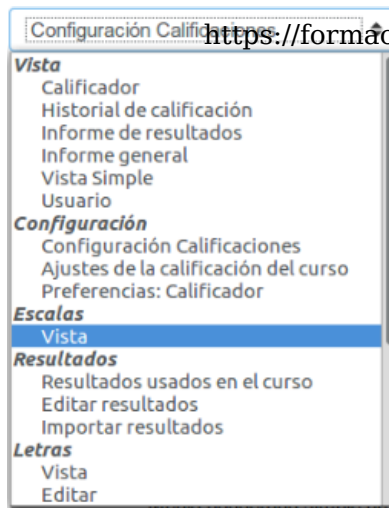 Configuración Calificaciones
https://formac
Vista
Calificador
Historial de calificación
Informe de resultados
Informe general
Vista Simple
Usuario
Configuración
Configuración Calificaciones
Ajustes de la calificación del curso
Preferencias: Calificador
Escalas
Vista
Resultados
Resultados usados en el curso
Editar resultados
Importar resultados
Letras
Vista
Editar